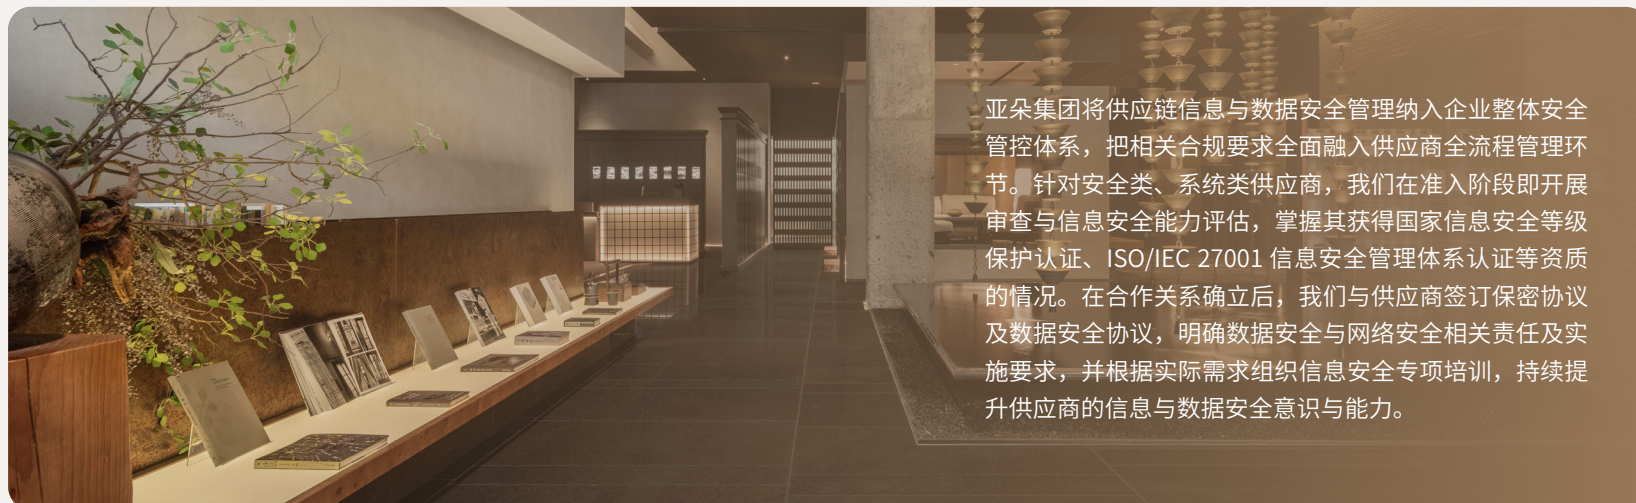 亚朵集团将供应链信息与数据安全管理纳入企业整体安全
管控体系，把相关合规要求全面融入供应商全流程管理环
节。针对安全类、系统类供应商，我们在准入阶段即开展
审查与信息安全能力评估，掌握其获得国家信息安全等级
保护认证、ISO/IEC 27001 信息安全管理体系认证等资质
的情况。在合作关系确立后，我们与供应商签订保密协议
及数据安全协议，明确数据安全与网络安全相关责任及实
施要求，并根据实际需求组织信息安全专项培训，持续提
升供应商的信息与数据安全意识与能力。